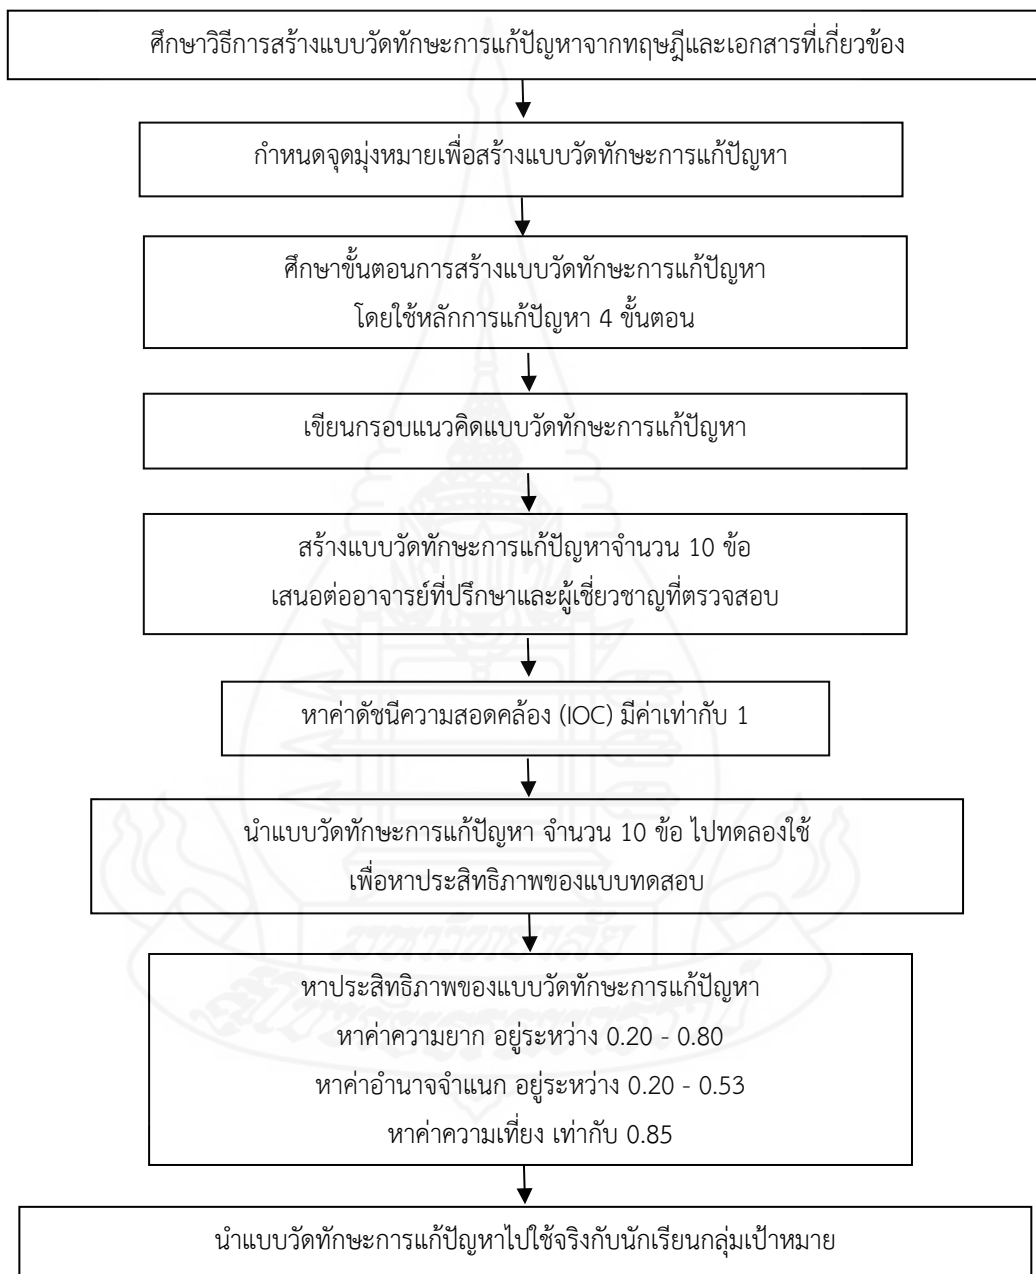 ศึกษาวิธีการสร้างแบบวัดทักษะการแก้ปัญหาจากทฤษฎีและเอกสารที่เกี่ยวข้อง
กำหนดจุดมุ่งหมายเพื่อสร้างแบบวัดทักษะการแก้ปัญหา
ศึกษาขั้นตอนการสร้างแบบวัดทักษะการแก้ปัญหา
โดยใช้หลักการแก้ปัญหา 4 ขั้นตอน
เขียนกรอบแนวคิดแบบวัดทักษะการแก้ปัญหา
สร้างแบบวัดทักษะการแก้ปัญหาจำนวน 10 ข้อ
เสนอต่ออาจารย์ที่ปรึกษาและผู้เชี่ยวชาญที่ตรวจสอบ
หาค่าดัชนีความสอดคล้อง (IOC) มีค่าเท่ากับ 1
นำแบบวัดทักษะการแก้ปัญหา จำนวน 10 ข้อ ไปทดลองใช้
เพื่อหาประสิทธิภาพของแบบทดสอบ
หาประสิทธิภาพของแบบวัดทักษะการแก้ปัญหา
หาค่าความยาก อยู่ระหว่าง 0.20 - 0.80
หาค่าอำนาจจำแนก อยู่ระหว่าง 0.20 - 0.53
หาค่าความเที่ยง เท่ากับ 0.85
นำแบบวัดทักษะการแก้ปัญหาไปใช้จริงกับนักเรียนกลุ่มเป้าหมาย